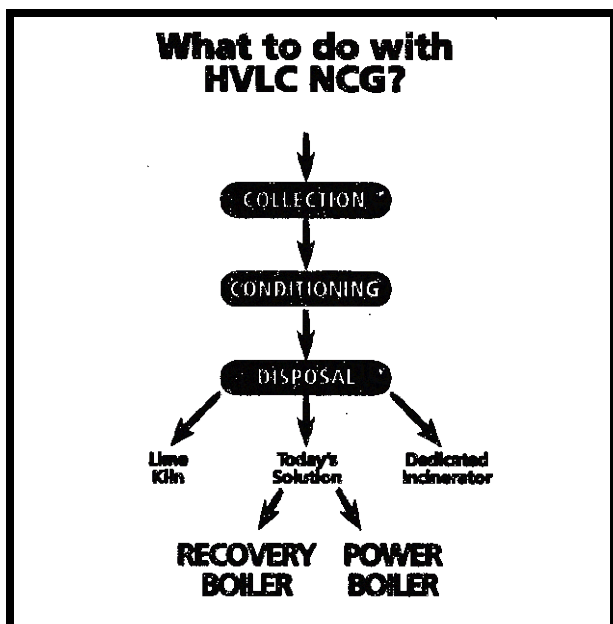 What to do with
HVLC NCG?
COLLECTION
CONDITIONING
DISPOSAL
Lime
Kiln
Today's
Solution
Dedicated
Incinerator
RECOVERY
BOILER
POWER
BOILER